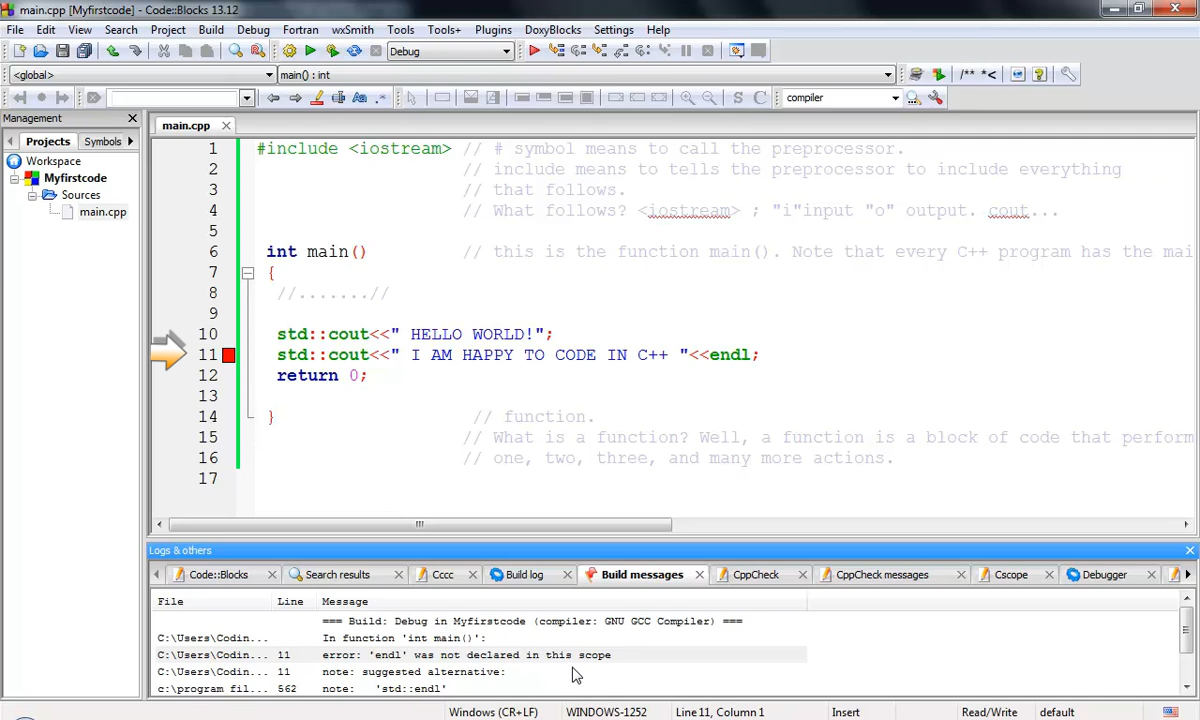 main.cpp [Myfirstcode] - Code::Blocks 13.12
File Edit View Search Project Build Debug Fortran wxSmith Tools Tools+ Plugins DoxyBlocks Settings Help
Debug
<global> main() : int /** *<
S C compiler
Management
main.cpp
Projects Symbols
Workspace
Myfirstcode
Sources
main.cpp
1 #include <iostream> // # symbol means to call the preprocessor.
2 // include means to tells the preprocessor to include everything
3 // that follows.
4 // What follows? <iostream> ; "i"input "o" output. cout...
5
6 int main() // this is the function main(). Note that every C++ program has the mai
7 {
8 //.......//
9
10 std::cout<<" HELLO WORLD!";
11 std::cout<<" I AM HAPPY TO CODE IN C++ "<<endl;
12 return 0;
13
14 } // function.
15 // What is a function? Well, a function is a block of code that perform
16 // one, two, three, and many more actions.
17
Logs & others
Code::Blocks Search results Cccc Build log Build messages CppCheck CppCheck messages Cscope Debugger
File Line Message
=== Build: Debug in Myfirstcode (compiler: GNU GCC Compiler) ===
C:\Users\Codin... In function 'int main()':
C:\Users\Codin... 11 error: 'endl' was not declared in this scope
C:\Users\Codin... 11 note: suggested alternative:
c:\program fil... 562 note: 'std::endl'
Windows (CR+LF) WINDOWS-1252 Line 11, Column 1 Insert Read/Write default